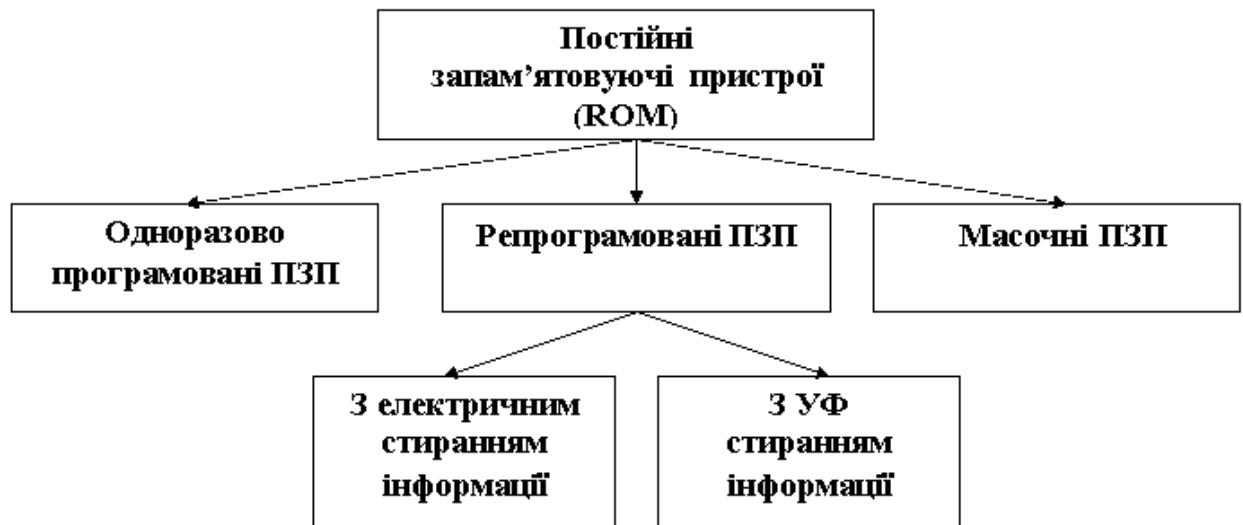 Постійні
запам’ятовуючі пристрої
(ROM)
Одноразово
програмовані ПЗП
Репрограмовані ПЗП
Масочні ПЗП
З електричним
стиранням
інформації
З УФ
стиранням
інформації